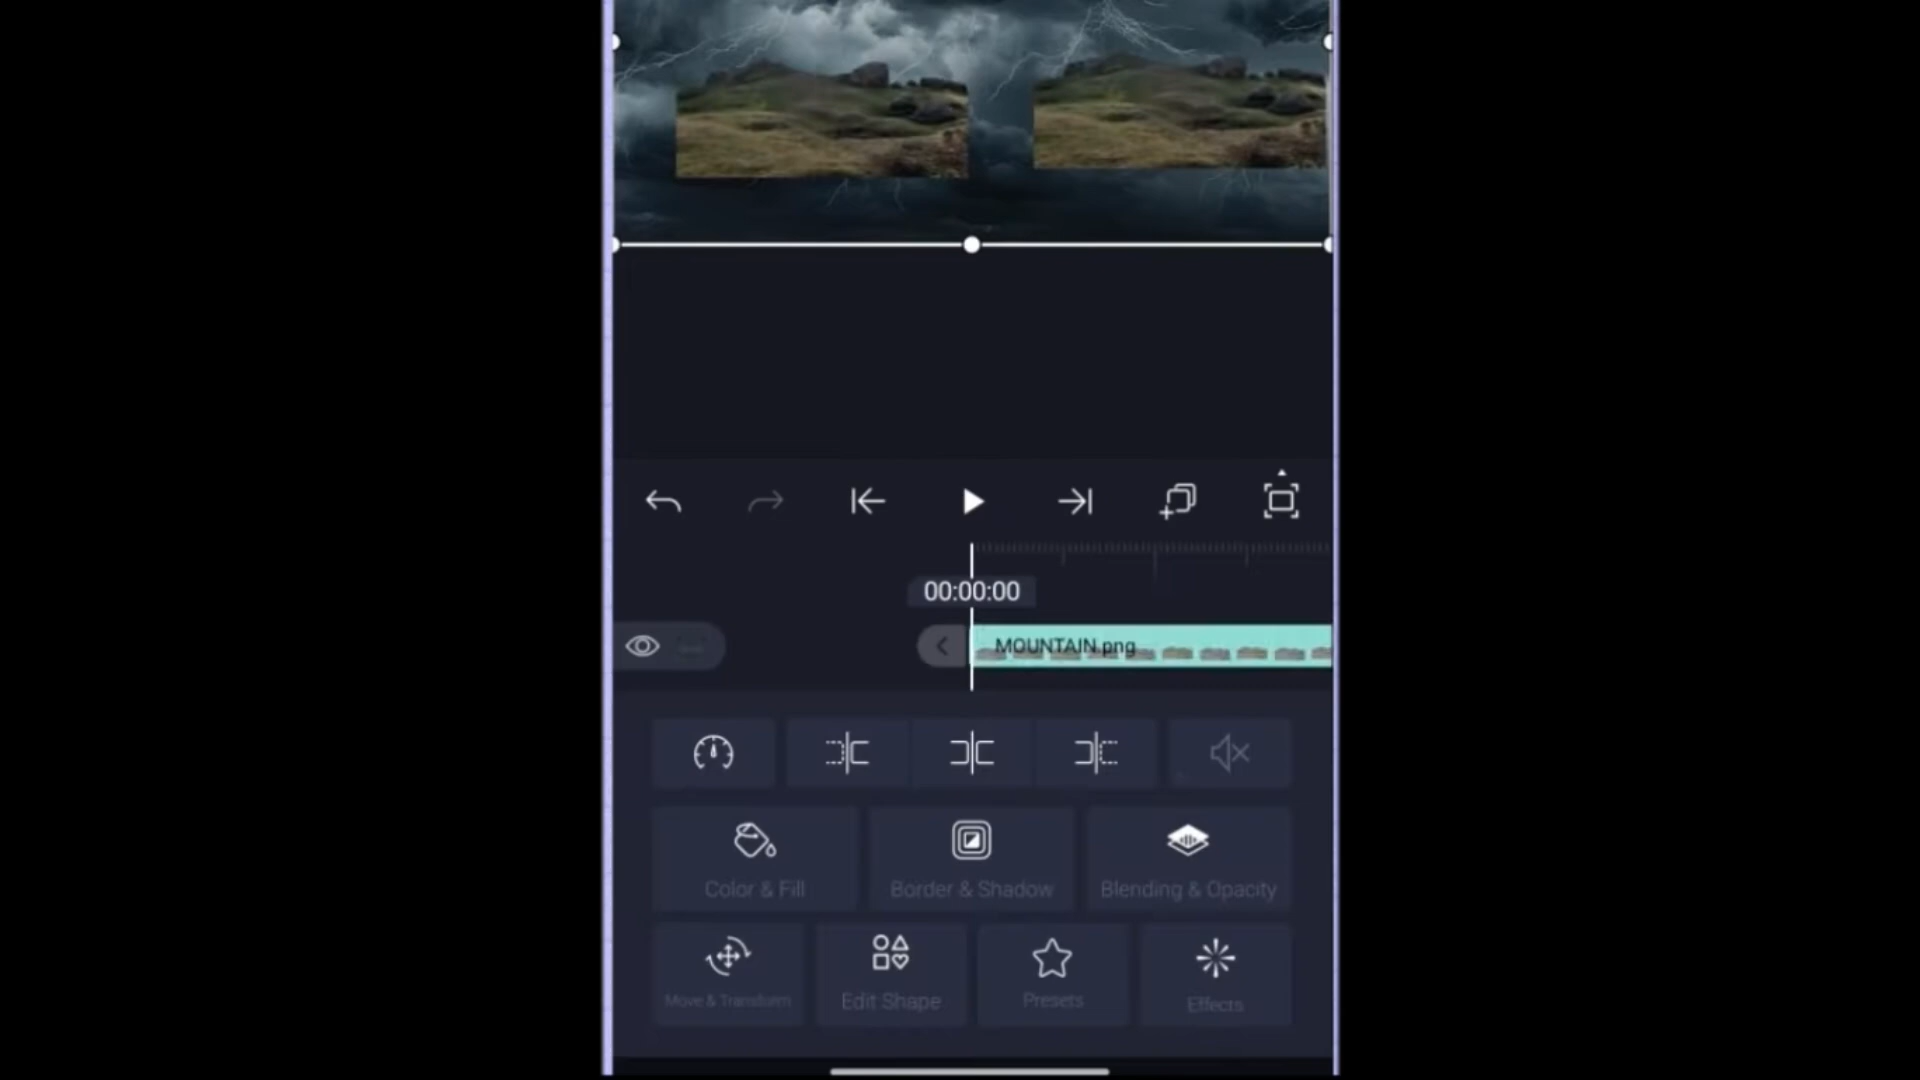 00:00:00
MOUNTAIN.png
Color & Fill
Border & Shadow
Blending & Opacity
Move & Transform
Edit Shape
Presets
Effects